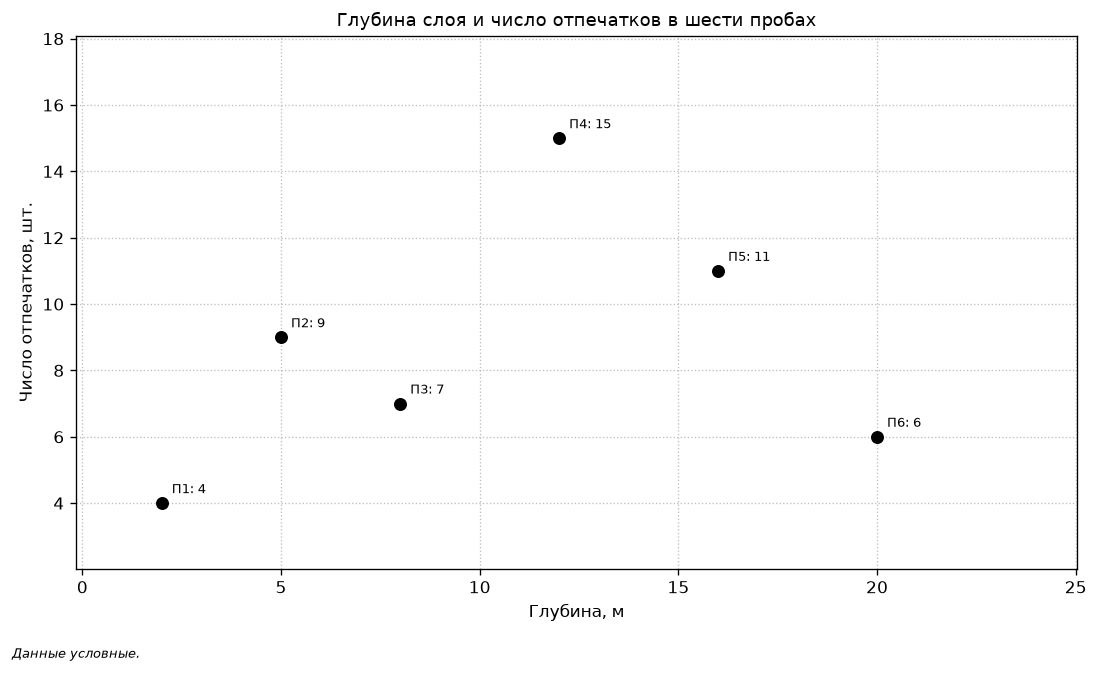 Глубина слоя и число отпечатков в шести пробах
Число отпечатков, шт.
18
16
14
12
10
8
6
4
П4: 15
П5: 11
П2: 9
П3: 7
П6: 6
П1: 4
0 5 10 15 20 25
Глубина, м
Данные условные.